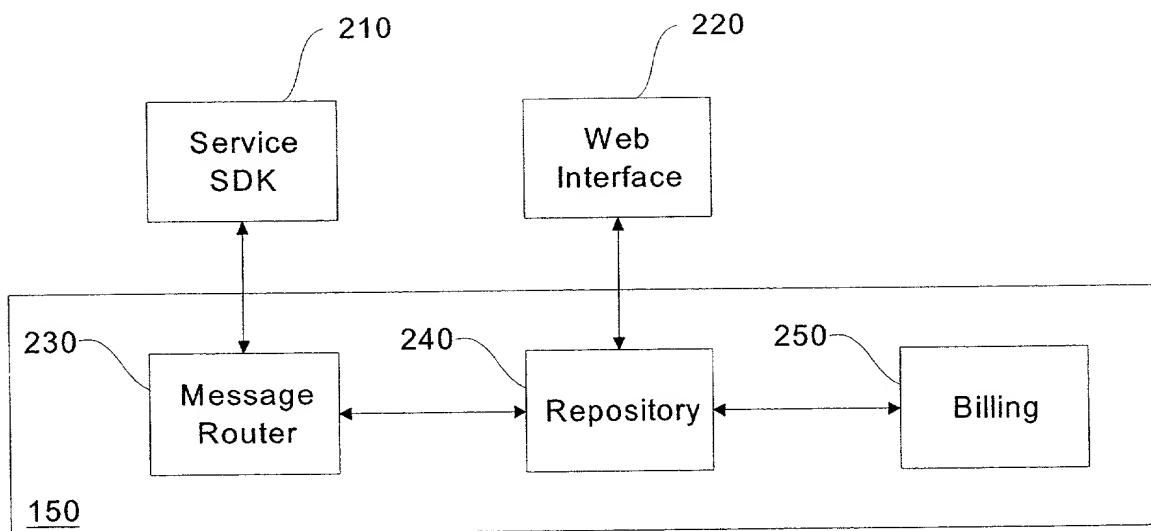 210
220
Service
SDK
Web
Interface
230
240
250
Message
Router
Repository
Billing
150